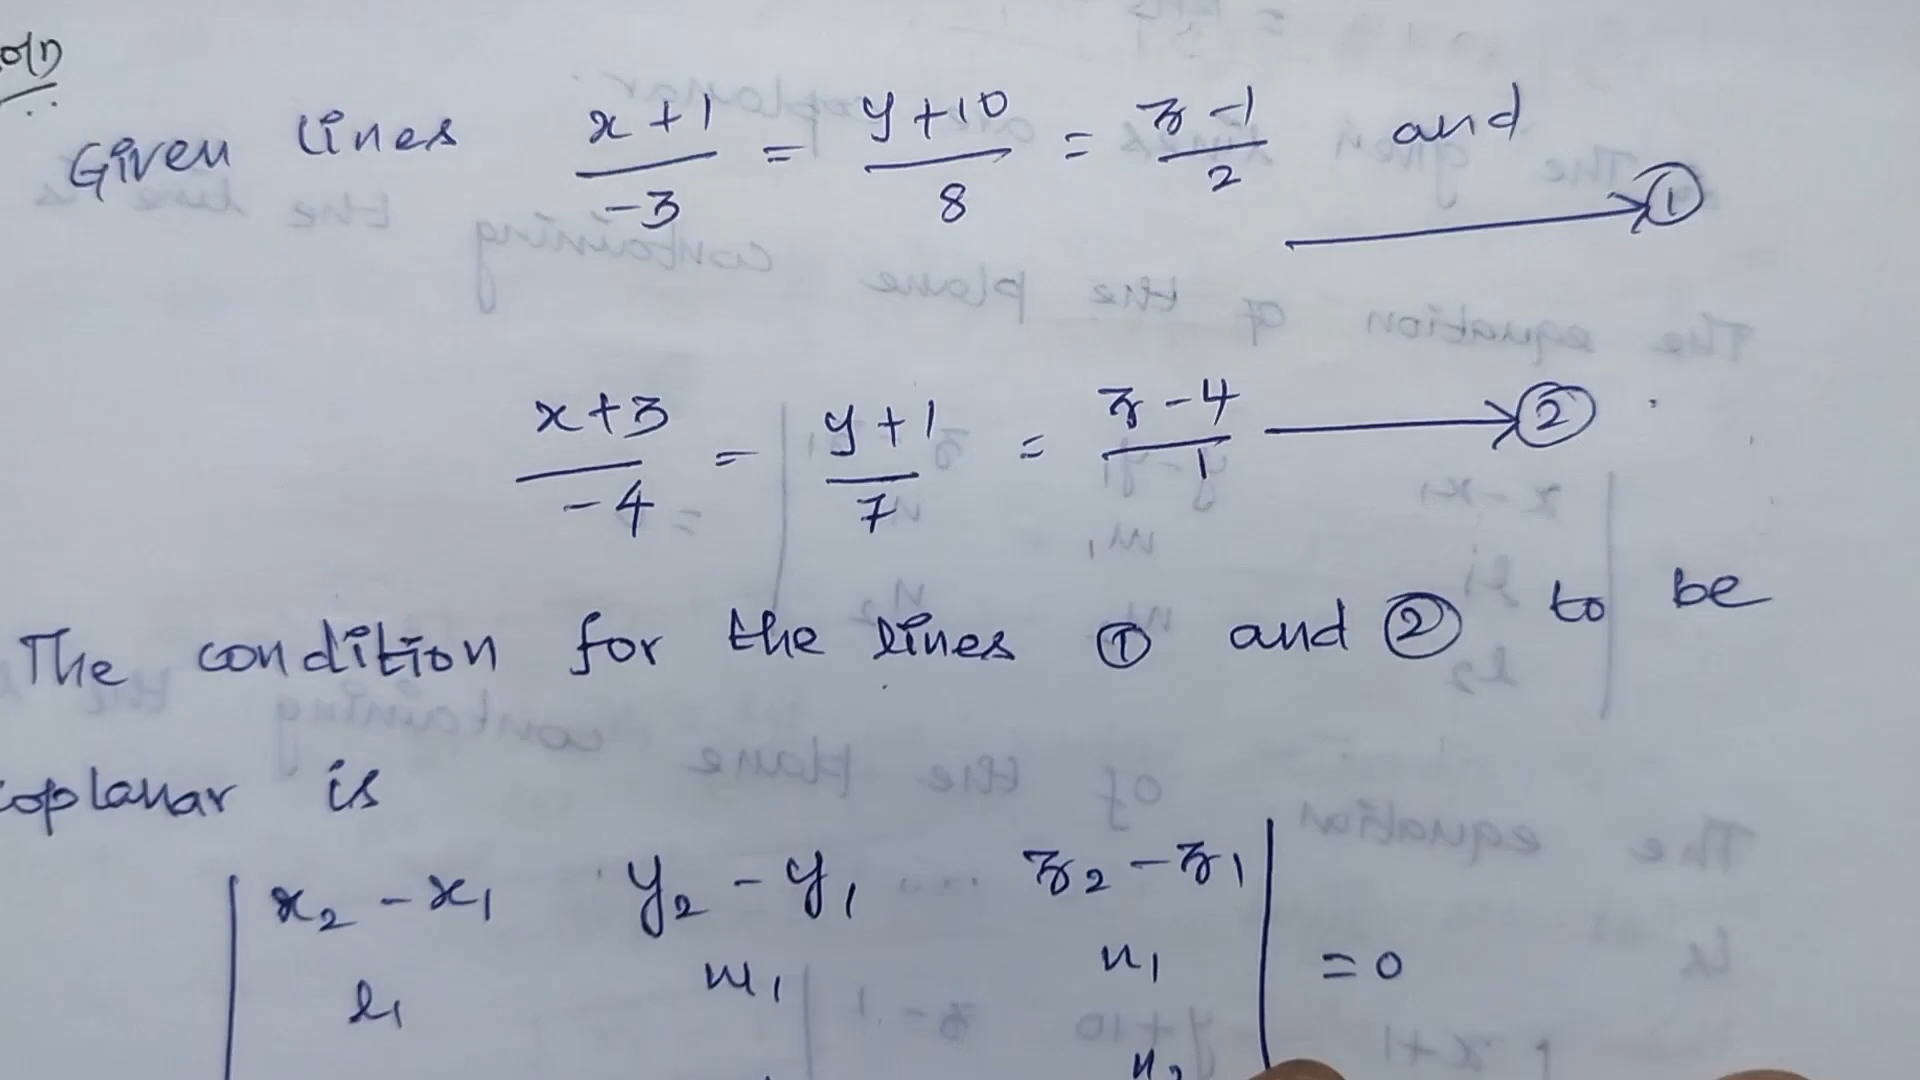 Soln
Given lines x+1/-3 = y+10/8 = z-1/2 and → ①
x+3/-4 = y+1/7 = z-4/1 → ②
The condition for the lines ① and ② to be
coplanar is
| x₂ - x₁ y₂ - y₁ z₂ - z₁ |
| l₁ m₁ n₁ | = 0
n₂